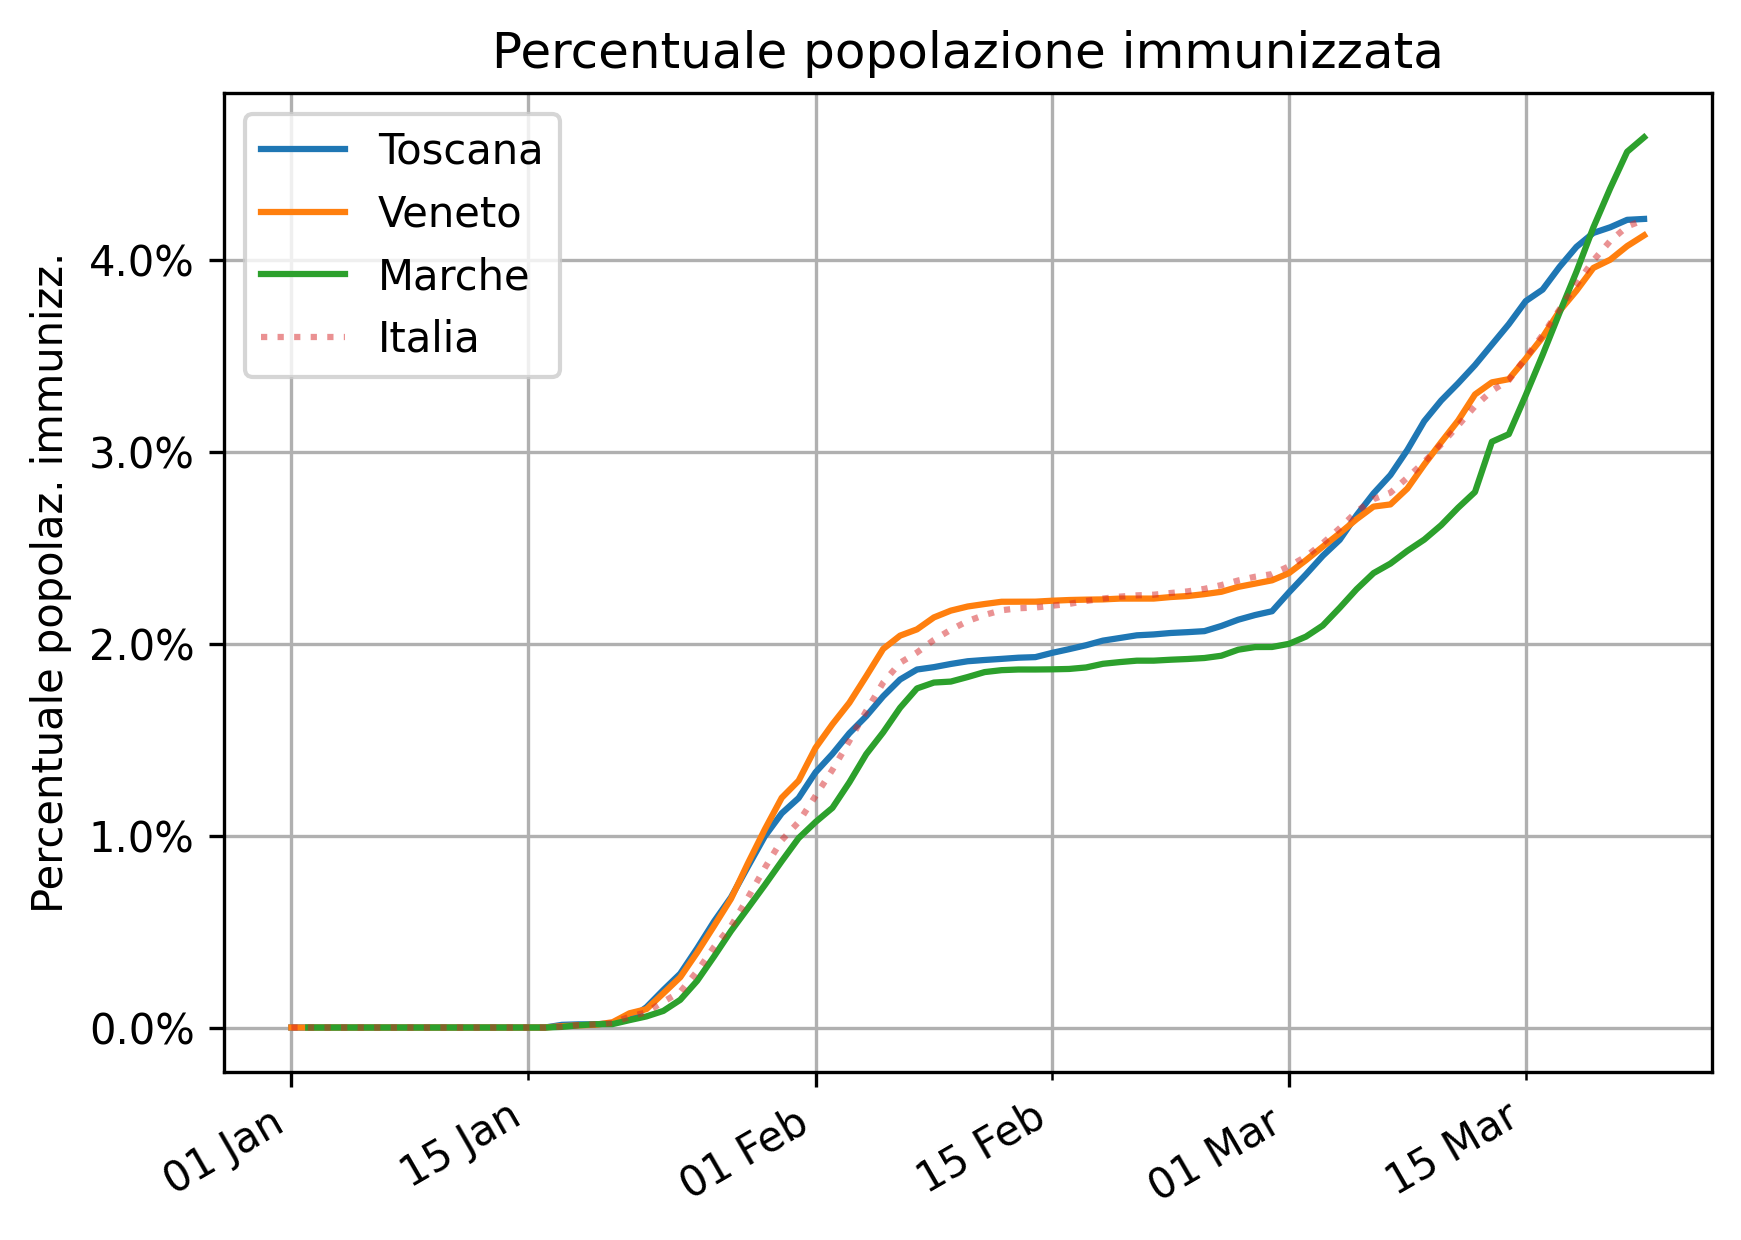 Percentuale popolazione immunizzata
Toscana
Veneto
Marche
Italia
Percentuale popolaz. immunizz.
4.0%
3.0%
2.0%
1.0%
0.0%
01 Jan
15 Jan
01 Feb
15 Feb
01 Mar
15 Mar